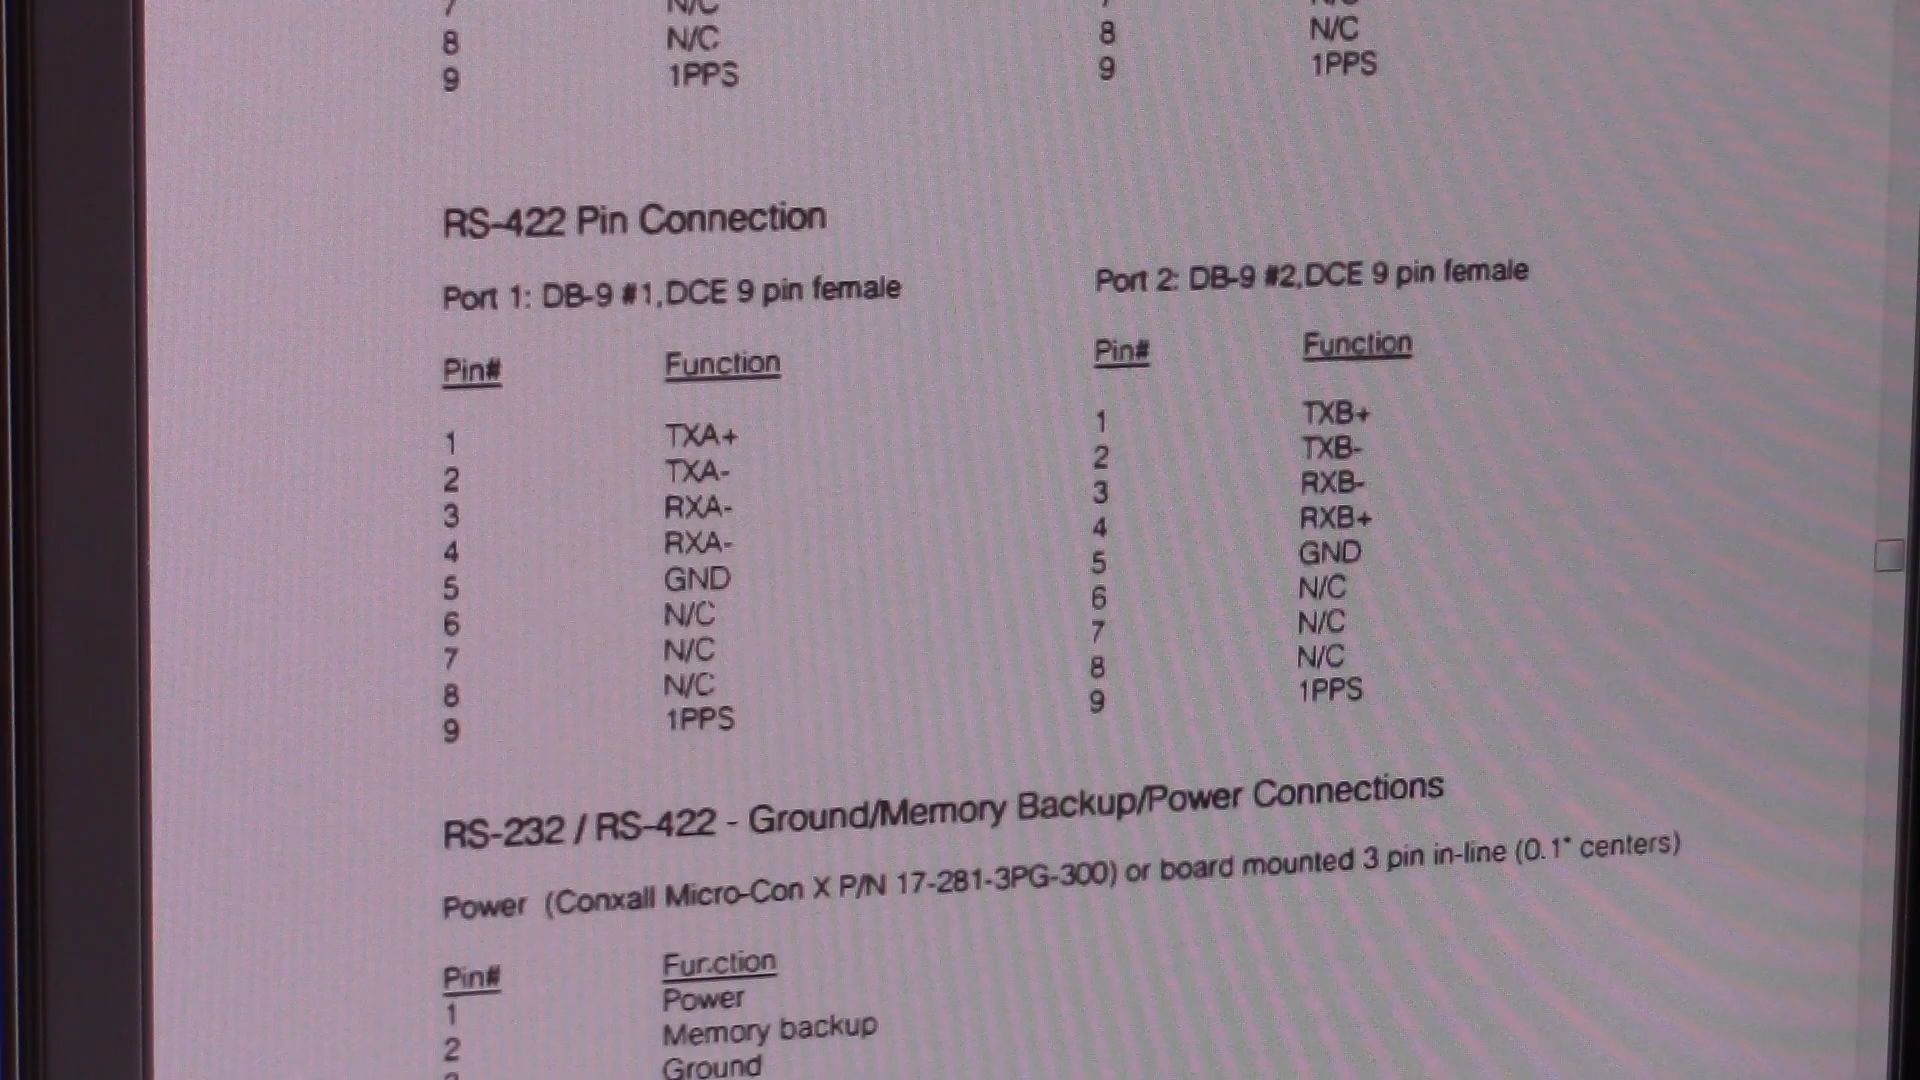 7 N/C 7 N/C
8 N/C 8 N/C
9 1PPS 9 1PPS
RS-422 Pin Connection
Port 1: DB-9 #1,DCE 9 pin female Port 2: DB-9 #2,DCE 9 pin female
Pin# Function Pin# Function
1 TXA+ 1 TXB+
2 TXA- 2 TXB-
3 RXA- 3 RXB-
4 RXA- 4 RXB+
5 GND 5 GND
6 N/C 6 N/C
7 N/C 7 N/C
8 N/C 8 N/C
9 1PPS 9 1PPS
RS-232 / RS-422 - Ground/Memory Backup/Power Connections
Power (Conxall Micro-Con X P/N 17-281-3PG-300) or board mounted 3 pin in-line (0.1" centers)
Pin# Function
1 Power
2 Memory backup
3 Ground